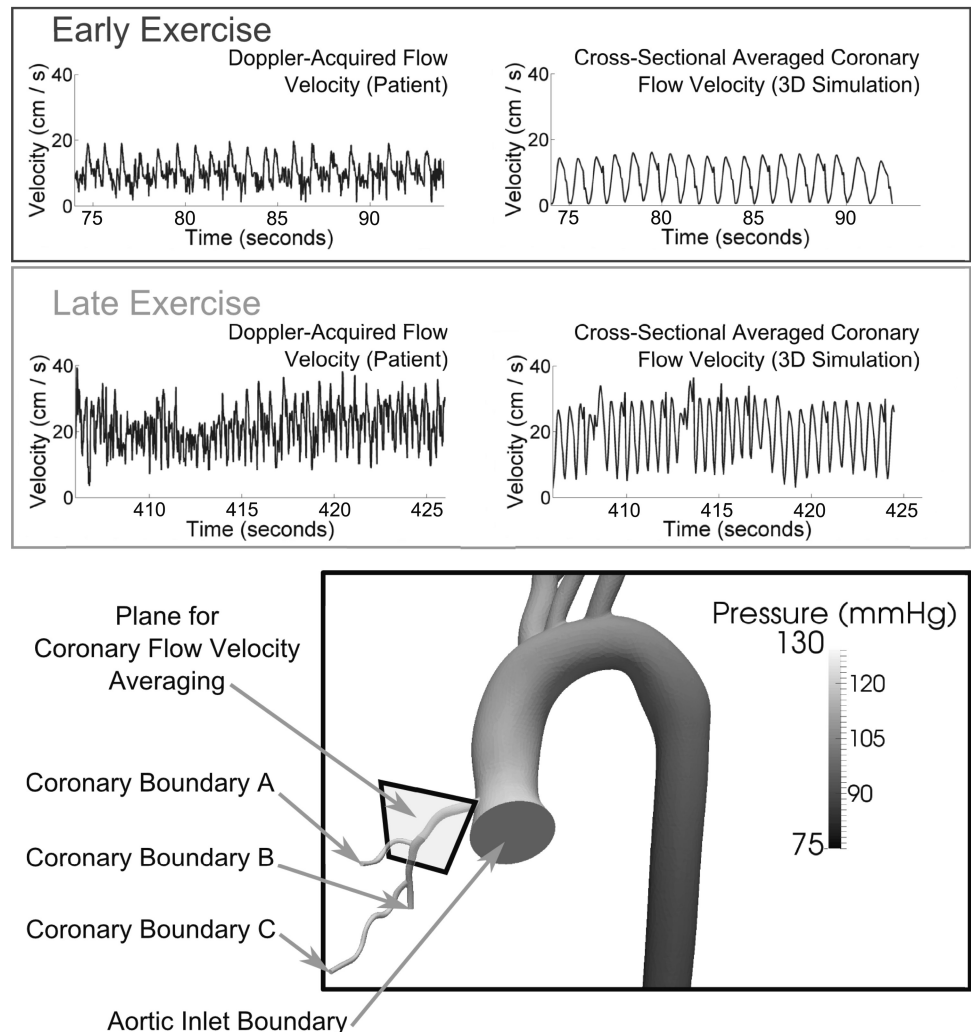 Early Exercise
Doppler-Acquired Flow
Velocity (Patient)
Velocity (cm / s)
40
20
0
75 80 85 90
Time (seconds)
Cross-Sectional Averaged Coronary
Flow Velocity (3D Simulation)
Velocity (cm / s)
40
20
0
75 80 85 90
Time (seconds)
Late Exercise
Doppler-Acquired Flow
Velocity (Patient)
Velocity (cm / s)
40
20
0
410 415 420 425
Time (seconds)
Cross-Sectional Averaged Coronary
Flow Velocity (3D Simulation)
Velocity (cm / s)
40
20
0
410 415 420 425
Time (seconds)
Plane for
Coronary Flow Velocity
Averaging
Coronary Boundary A
Coronary Boundary B
Coronary Boundary C
Aortic Inlet Boundary
Pressure (mmHg)
130
120
105
90
75